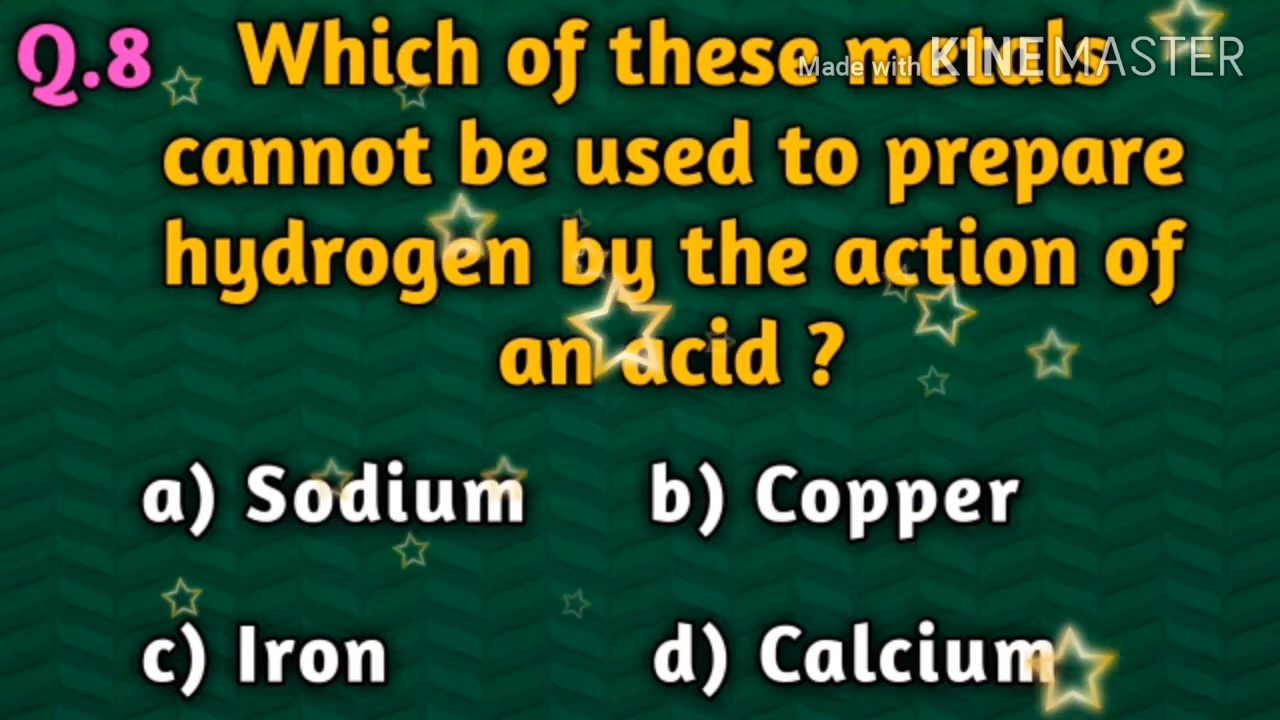 Q.8 Which of these metals
Made with KINEMASTER
cannot be used to prepare
hydrogen by the action of
an acid ?
a) Sodium b) Copper
c) Iron d) Calcium